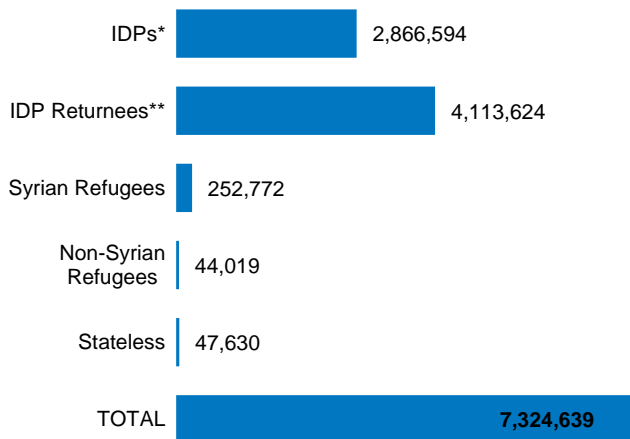 IDPs* 2,866,594
IDP Returnees** 4,113,624
Syrian Refugees 252,772
Non-Syrian
Refugees 44,019
Stateless 47,630
TOTAL 7,324,639